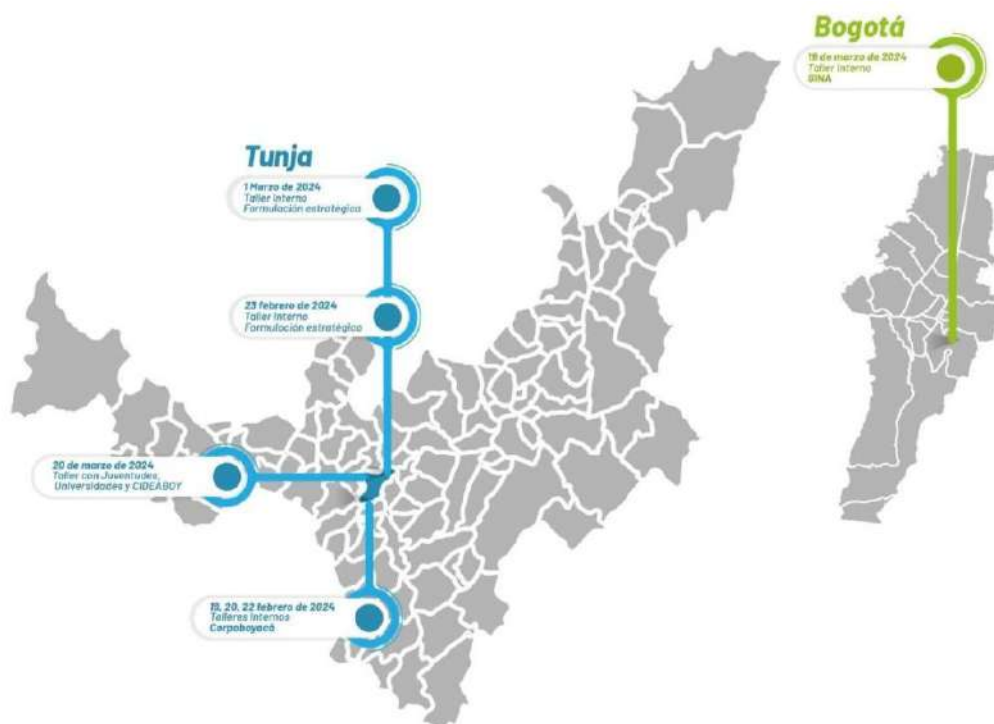 Bogotá
19 de marzo de 2024
Taller Interno
SINA
Tunja
1 Marzo de 2024
Taller Interno
Formulación estratégica
23 febrero de 2024
Taller Interno
Formulación estratégica
20 de marzo de 2024
Taller con Juventudes,
Universidades y CIDEABOY
19, 20, 22 febrero de 2024
Talleres Internos
Corpoboyacá